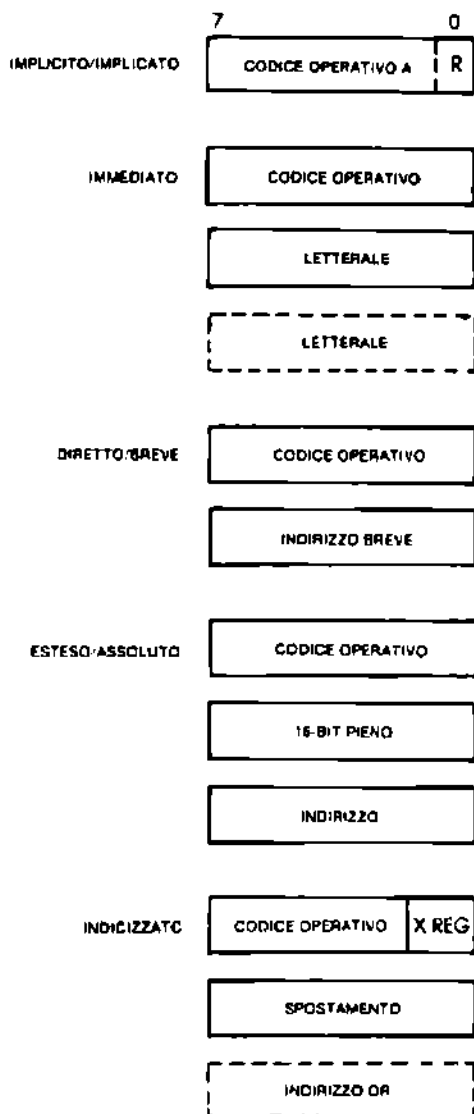 7 0
IMPLICITO/IMPLICATO CODICE OPERATIVO A R
IMMEDIATO CODICE OPERATIVO
LETTERALE
LETTERALE
DIRETTO/BREVE CODICE OPERATIVO
INDIRIZZO BREVE
ESTESO/ASSOLUTO CODICE OPERATIVO
16-BIT PIENO
INDIRIZZO
INDICIZZATO CODICE OPERATIVO X REG
SPOSTAMENTO
INDIRIZZO OR